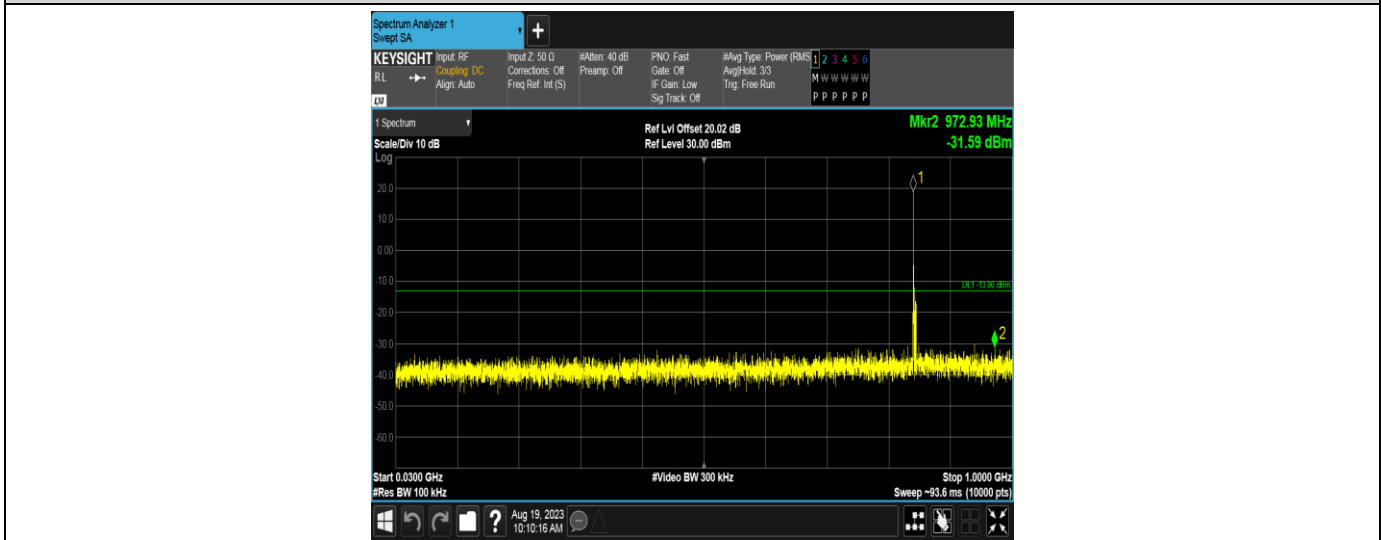 Spectrum Analyzer 1
Swept SA
+
KEYSIGHT Input: RF Input Z: 50 Ω #Atten: 40 dB PNO: Fast #Avg Type: Power (RMS 1 2 3 4 5 6
RL Coupling: DC Corrections: Off Preamp: Off Gate: Off Avg|Hold: 3/3 M W W W W W
Align: Auto Freq Ref: Int (S) IF Gain: Low Trig: Free Run
LXI Sig Track: Off P P P P P P
1 Spectrum Ref Lvl Offset 20.02 dB Mkr2 972.93 MHz
Scale/Div 10 dB Ref Level 30.00 dBm -31.59 dBm
Log
1
20.0
10.0
0.00
-10.0
DL1 -13.00 dBm
-20.0
2
-30.0
-40.0
-50.0
-60.0
Start 0.0300 GHz #Video BW 300 kHz Stop 1.0000 GHz
#Res BW 100 kHz Sweep ~93.6 ms (10000 pts)
? Aug 19, 2023
10:10:16 AM